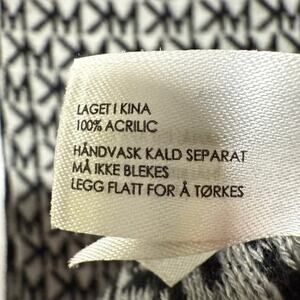 LAGET I KINA
100% ACRILIC
HÅNDVASK KALD SEPARAT
MÅ IKKE BLEKES
LEGG FLATT FOR Å TØRKES